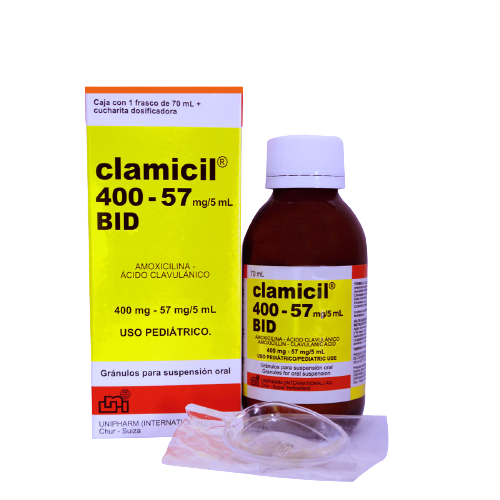 Caja con 1 frasco de 70 mL +
cucharita dosificadora
clamicil®
400 - 57 mg/5 mL
BID
AMOXICILINA -
ÁCIDO CLAVULÁNICO
400 mg - 57 mg/5 mL
USO PEDIÁTRICO.
Gránulos para suspensión oral
UNIPHARM (INTERNATIONAL)
Chur - Suiza
70 mL
clamicil®
400 - 57 mg/5 mL
BID
AMOXICILINA - ÁCIDO CLAVULÁNICO
AMOXICILLIN - CLAVULANIC ACID
400 mg - 57 mg/5 mL
USO PEDIÁTRICO/PEDIATRIC USE
Gránulos para suspensión oral
Granules for oral suspension
UNIPHARM (INTERNATIONAL) AG,